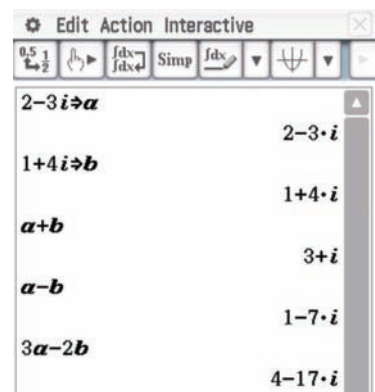 Edit Action Interactive
0.5 1 2 ∫dx ∫dx Simp ∫dx
2−3i⇒a
2−3·i
1+4i⇒b
1+4·i
a+b
3+i
a−b
1−7·i
3a−2b
4−17·i